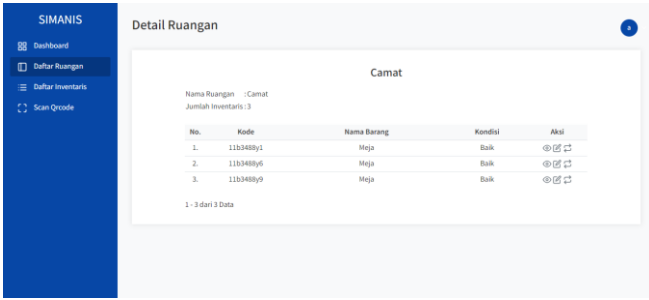 SIMANIS
Dashboard
Daftar Ruangan
Daftar Inventaris
Scan Qrcode
Detail Ruangan
Camat
Nama Ruangan :Camat
Jumlah Inventaris :3
No. Kode Nama Barang Kondisi Aksi
1. 11b3488y1 Meja Baik
2. 11b3488y6 Meja Baik
3. 11b3488y9 Meja Baik
1 - 3 dari 3 Data